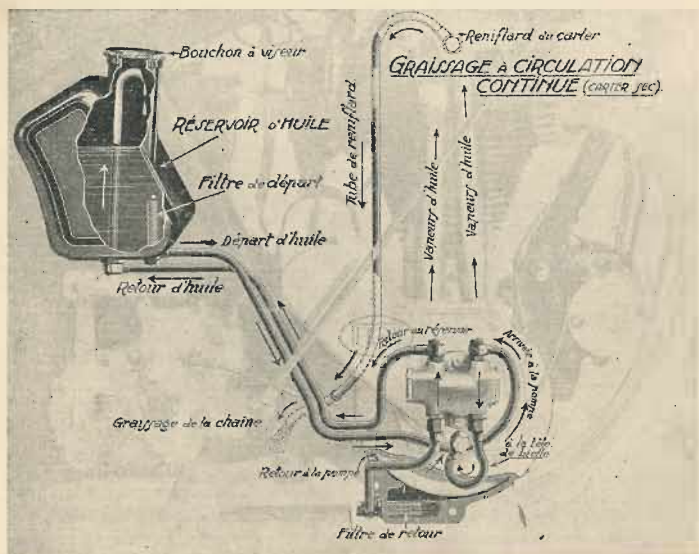 Bouchon à viseur
Reniflard du carter
GRAISSAGE à CIRCULATION
CONTINUE (CARTER SEC).
RÉSERVOIR d'HUILE
Tube de reniflard
Filtre de départ
Vapeurs d'huile
Vapeurs d'huile
Départ d'huile
Retour d'huile
Retour au réservoir
Arrivée à la pompe
Graissage de la chaîne
à la tête
de bielle
Retour à la pompe
Filtre de retour